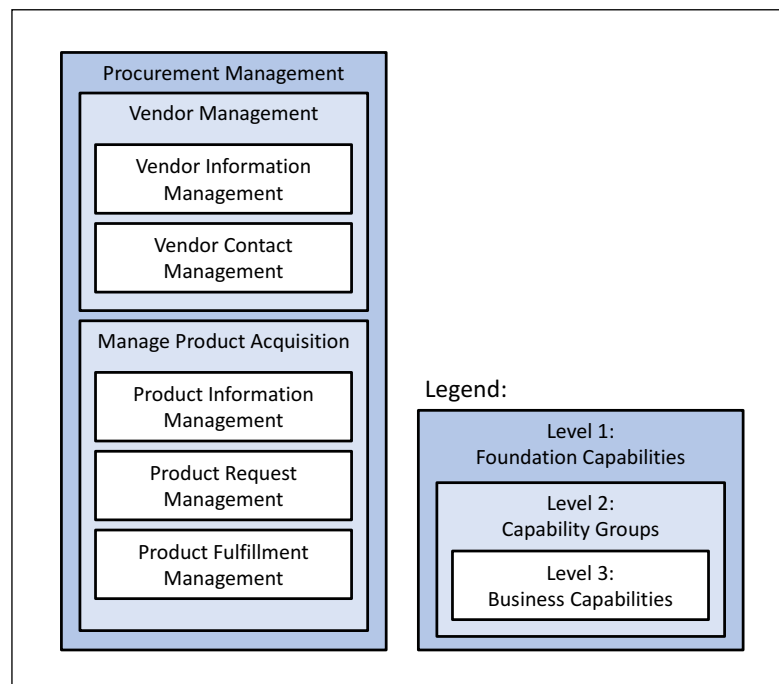 Procurement Management
Vendor Management
Vendor Information
Management
Vendor Contact
Management
Manage Product Acquisition
Product Information
Management
Product Request
Management
Product Fulfillment
Management
Legend:
Level 1:
Foundation Capabilities
Level 2:
Capability Groups
Level 3:
Business Capabilities